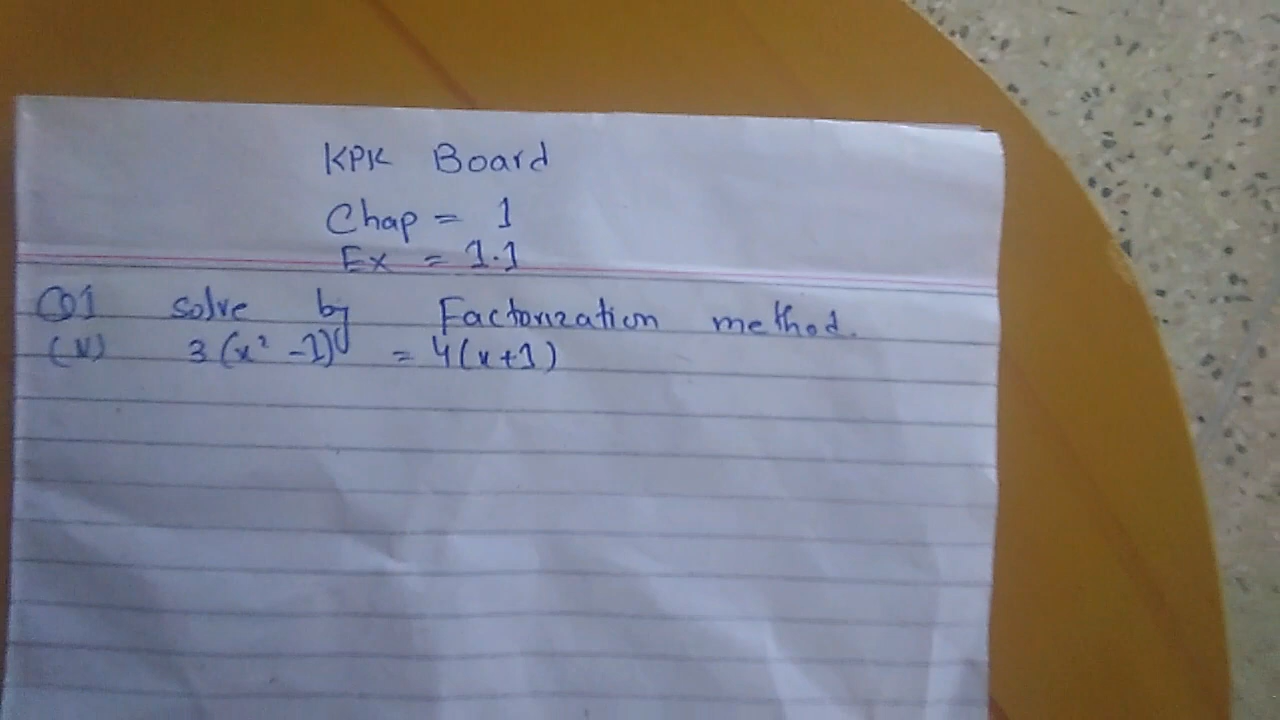 KPK Board
Chap = 1
Ex = 1.1
Q1 solve by Factorization method.
(v) 3(x² -1) = 4(x+1)